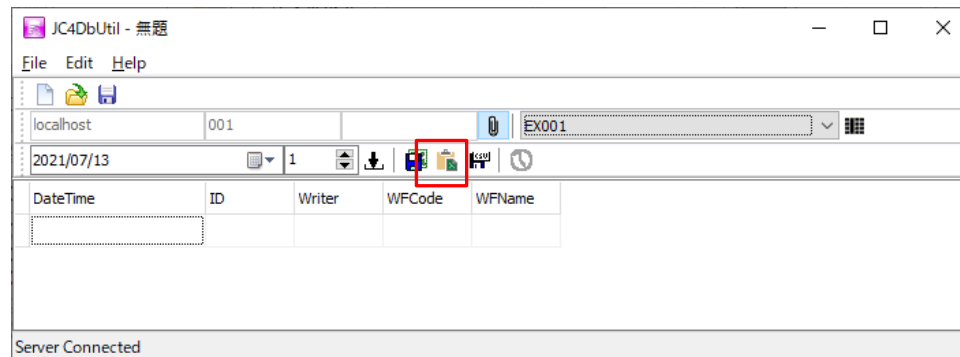 JC4DbUtil - 無題
File Edit Help
localhost 001 EX001
2021/07/13 1 csv
DateTime ID Writer WFCode WFName
Server Connected